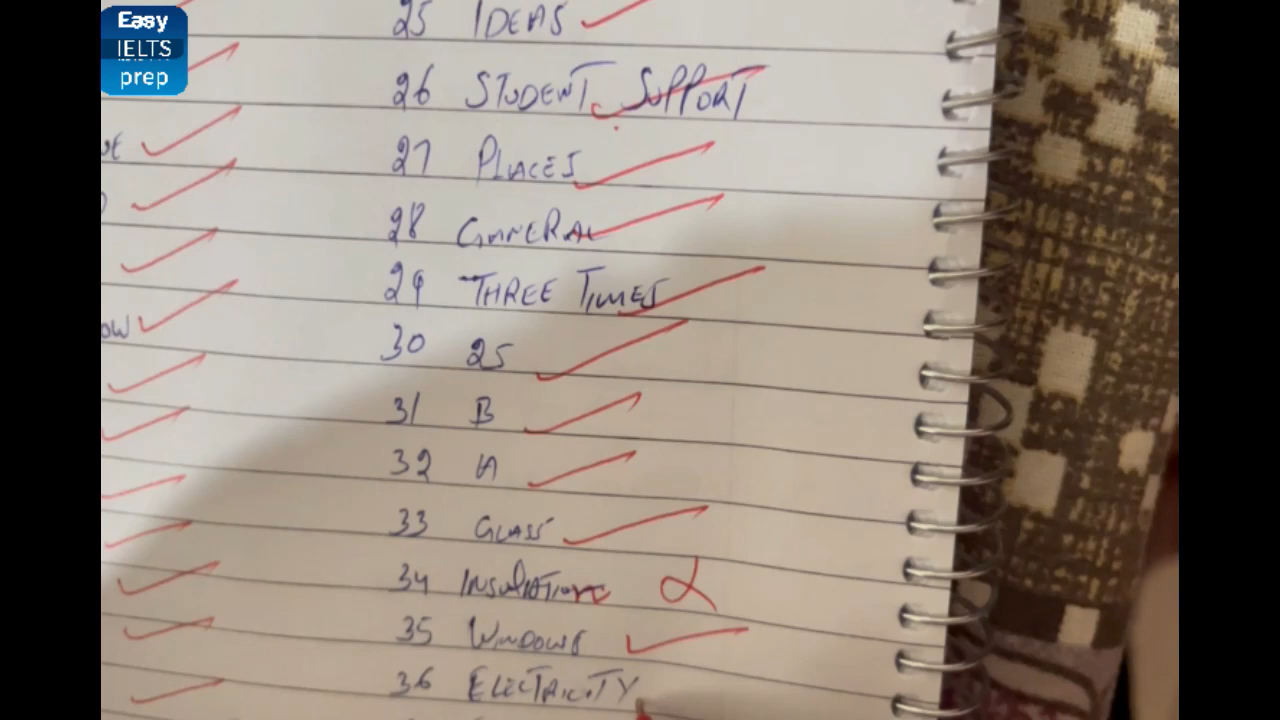 Easy
IELTS
prep
25 IDEAS
26 STUDENT SUPPORT
27 PLACES
28 GENERAL
29 THREE TIMES
30 25
31 B
32 A
33 GLASS
34 INSULATION
35 WINDOWS
36 ELECTRICITY